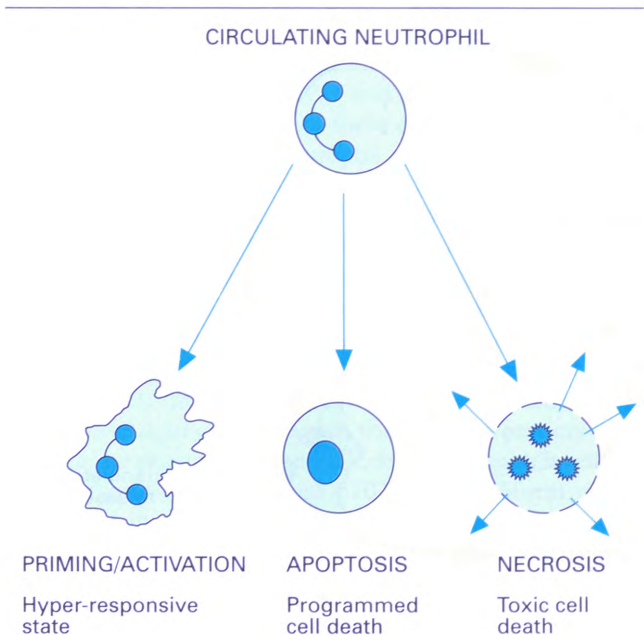 CIRCULATING NEUTROPHIL
PRIMING/ACTIVATION
Hyper-responsive
state
APOPTOSIS
Programmed
cell death
NECROSIS
Toxic cell
death